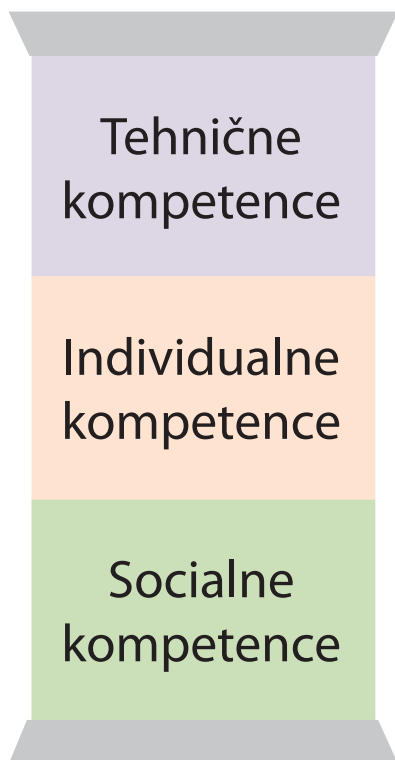 Tehnične
kompetence
Individualne
kompetence
Socialne
kompetence